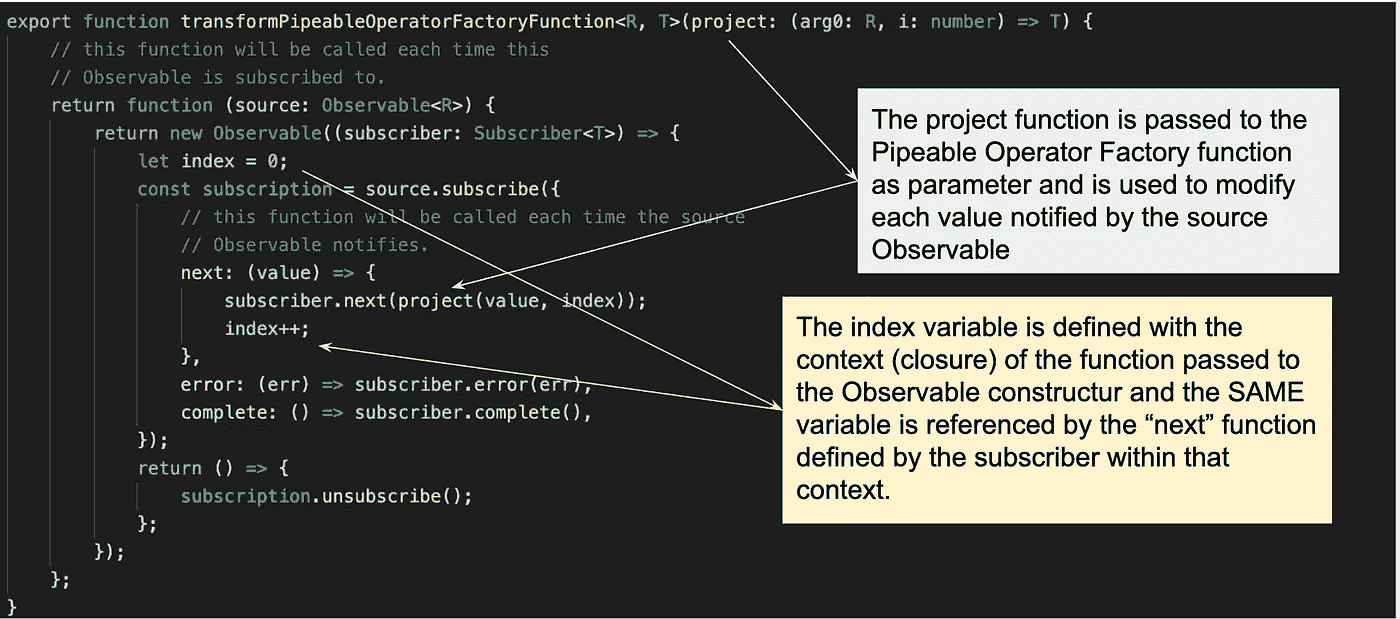 export function transformPipeableOperatorFactoryFunction<R, T>(project: (arg0: R, i: number) => T) {
// this function will be called each time this
// Observable is subscribed to.
return function (source: Observable<R>) {
return new Observable((subscriber: Subscriber<T>) => {
let index = 0;
const subscription = source.subscribe({
// this function will be called each time the source
// Observable notifies.
next: (value) => {
subscriber.next(project(value, index));
index++;
},
error: (err) => subscriber.error(err),
complete: () => subscriber.complete(),
});
return () => {
subscription.unsubscribe();
};
});
};
}
The project function is passed to the
Pipeable Operator Factory function
as parameter and is used to modify
each value notified by the source
Observable
The index variable is defined with the
context (closure) of the function passed to
the Observable constructur and the SAME
variable is referenced by the “next” function
defined by the subscriber within that
context.